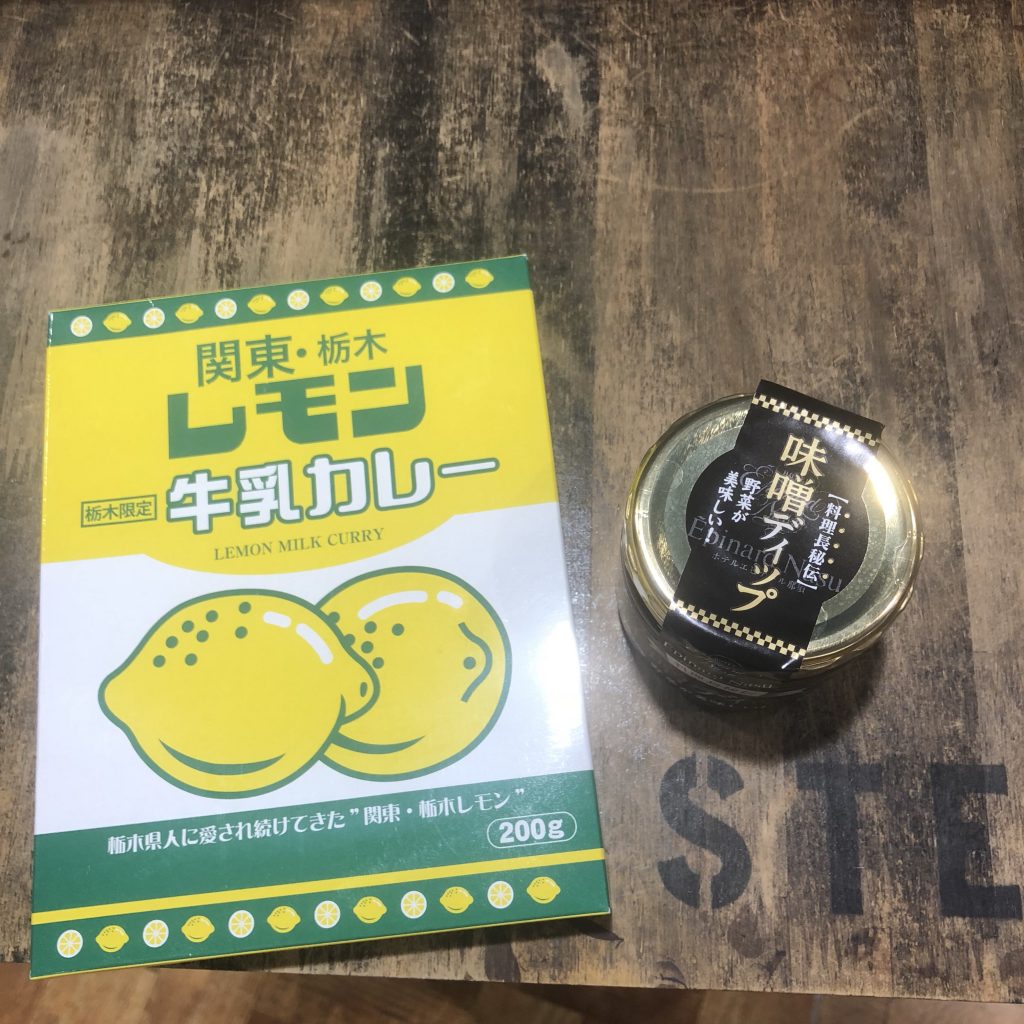 関東・栃木
レモン
栃木限定
牛乳カレー
LEMON MILK CURRY
栃木県人に愛され続けてきた"関東・栃木レモン"
200g
【料理長秘伝】
味噌ディップ
野菜が
美味しい！
Epinard Nasu
STE